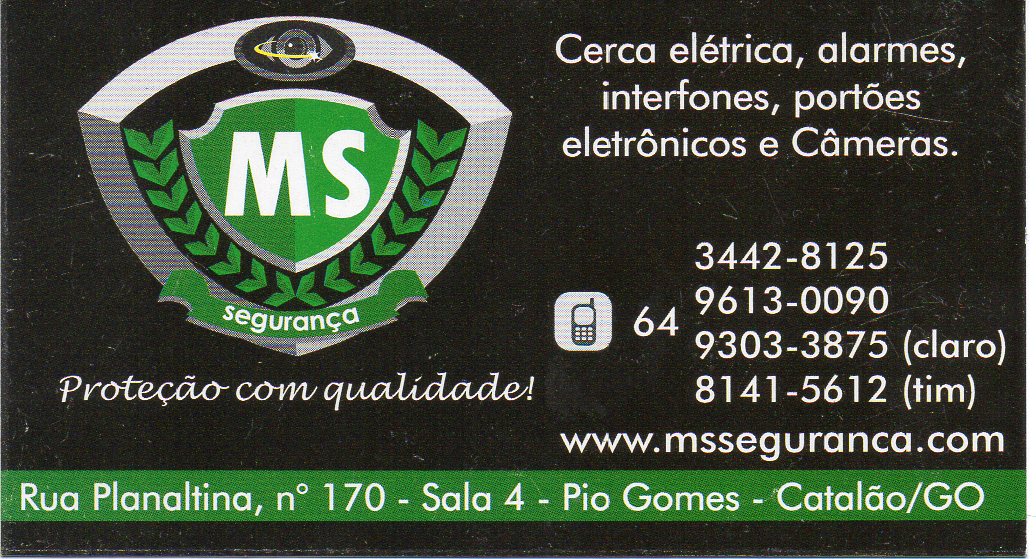 MS
segurança
Proteção com qualidade!
Cerca elétrica, alarmes,
interfones, portões
eletrônicos e Câmeras.
64
3442-8125
9613-0090
9303-3875 (claro)
8141-5612 (tim)
www.msseguranca.com
Rua Planaltina, n° 170 - Sala 4 - Pio Gomes - Catalão/GO